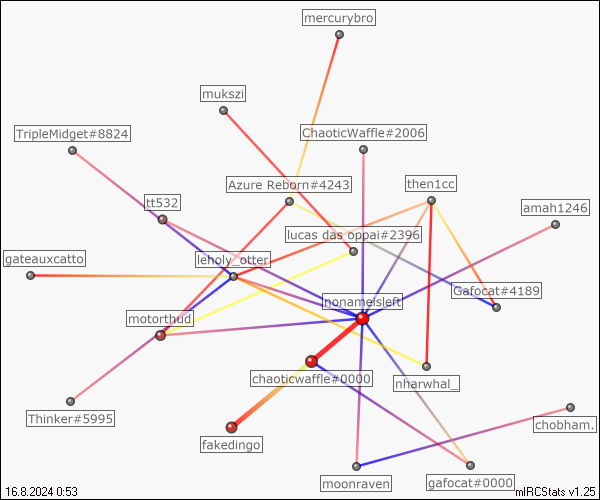 mercurybro
mukszi
TripleMidget#8824
ChaoticWaffle#2006
Azure Reborn#4243
then1cc
tt532
amah1246
lucas das oppai#2396
gateauxcatto
leholy_otter
Gafocat#4189
nonameisleft
motorthud
chaoticwaffle#0000
nharwhal_
Thinker#5995
chobham.
fakedingo
moonraven
gafocat#0000
16.8.2024 0:53
mIRCStats v1.25